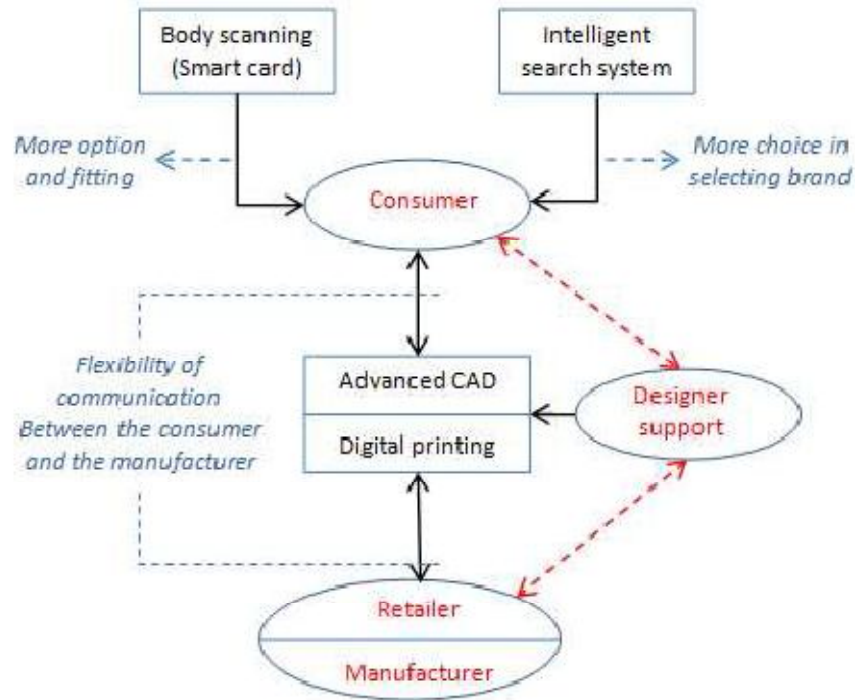 Body scanning
(Smart card)
Intelligent
search system
More option
and fitting
More choice in
selecting brand
Consumer
Flexibility of
communication
Between the consumer
and the manufacturer
Advanced CAD
Digital printing
Designer
support
Retailer
Manufacturer